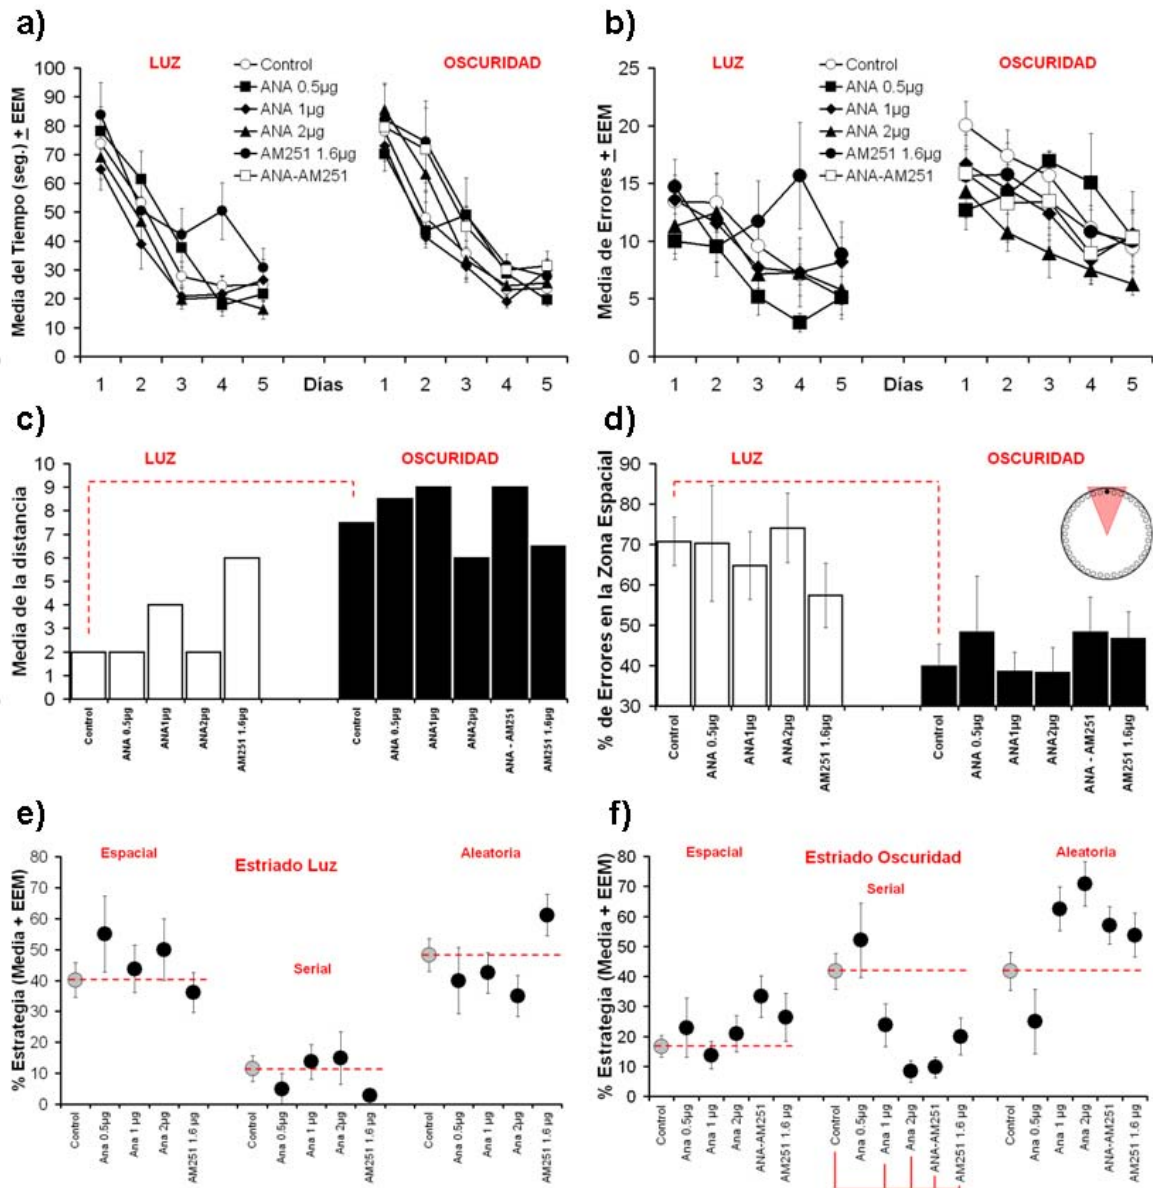 a)
LUZ
OSCURIDAD
Control
ANA 0.5µg
ANA 1µg
ANA 2µg
AM251 1.6µg
ANA-AM251
Media del Tiempo (seg.) ± EEM
100
90
80
70
60
50
40
30
20
10
0
1 2 3 4 5 Días 1 2 3 4 5
b)
LUZ
OSCURIDAD
Control
ANA 0.5µg
ANA 1µg
ANA 2µg
AM251 1.6µg
ANA-AM251
Media de Errores ± EEM
25
20
15
10
5
0
1 2 3 4 5 Días 1 2 3 4 5
c)
LUZ
OSCURIDAD
Media de la distancia
10
9
8
7
6
5
4
3
2
1
0
Control
ANA 0.5µg
ANA1µg
ANA2µg
AM251 1.6µg
Control
ANA 0.5µg
ANA1µg
ANA2µg
ANA - AM251
AM251 1.6µg
d)
LUZ
OSCURIDAD
% de Errores en la Zona Espacial
90
80
70
60
50
40
30
Control
ANA 0.5µg
ANA1µg
ANA2µg
AM251 1.6µg
Control
ANA 0.5µg
ANA1µg
ANA2µg
ANA - AM251
AM251 1.6µg
e)
Espacial
Estriado Luz
Serial
Aleatoria
% Estrategia (Media + EEM)
80
70
60
50
40
30
20
10
0
Control
Ana 0.5µg
Ana 1 µg
Ana 2µg
AM251 1.6 µg
Control
Ana 0.5µg
Ana 1 µg
Ana 2µg
AM251 1.6 µg
Control
Ana 0.5µg
Ana 1 µg
Ana 2µg
AM251 1.6 µg
f)
Espacial
Estriado Oscuridad
Serial
Aleatoria
% Estrategia (Media + EEM)
80
70
60
50
40
30
20
10
0
Control
Ana 0.5µg
Ana 1 µg
Ana 2µg
ANA-AM251
AM251 1.6 µg
Control
Ana 0.5µg
Ana 1 µg
Ana 2µg
ANA-AM251
AM251 1.6 µg
Control
Ana 0.5µg
Ana 1µg
Ana 2µg
ANA-AM251
AM251 1.6 µg